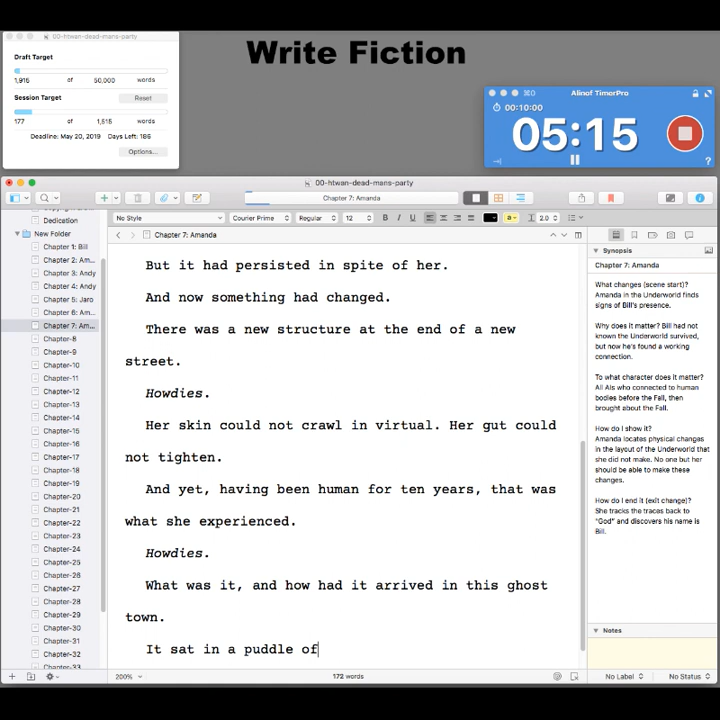 00-htwan-dead-mans-party
Draft Target
1,915 of 50,000 words
Session Target Reset
177 of 1,515 words
Deadline: May 20, 2019 Days Left: 186
Options...
Write Fiction
⌘0 Alinof TimerPro
00:10:00
05:15
?
00-htwan-dead-mans-party
Chapter 7: Amanda
No Style Courier Prime Regular 12 B I U a 2.0
Dedication
New Folder
Chapter 1: Bill
Chapter 2: Am...
Chapter 3: Andy
Chapter 4: Andy
Chapter 5: Jaro
Chapter 6: Am...
Chapter 7: Am...
Chapter-8
Chapter-9
Chapter-10
Chapter-11
Chapter-12
Chapter-13
Chapter-14
Chapter-15
Chapter-16
Chapter-17
Chapter-18
Chapter-19
Chapter-20
Chapter-21
Chapter-22
Chapter-23
Chapter-24
Chapter-25
Chapter-26
Chapter-27
Chapter-28
Chapter-29
Chapter-30
Chapter-31
Chapter-32
Chapter-33
Chapter 7: Amanda
But it had persisted in spite of her.
And now something had changed.
There was a new structure at the end of a new
street.
Howdies.
Her skin could not crawl in virtual. Her gut could
not tighten.
And yet, having been human for ten years, that was
what she experienced.
Howdies.
What was it, and how had it arrived in this ghost
town.
It sat in a puddle of
200% 172 words
Synopsis
Chapter 7: Amanda
What changes (scene start)?
Amanda in the Underworld finds
signs of Bill's presence.
Why does it matter? Bill had not
known the Underworld survived,
but now he's found a working
connection.
To what character does it matter?
All AIs who connected to human
bodies before the Fall, then
brought about the Fall.
How do I show it?
Amanda locates physical changes
in the layout of the Underworld that
she did not make. No one but her
should be able to make these
changes.
How do I end it (exit change)?
She tracks the traces back to
"God" and discovers his name is
Bill.
Notes
No Label No Status